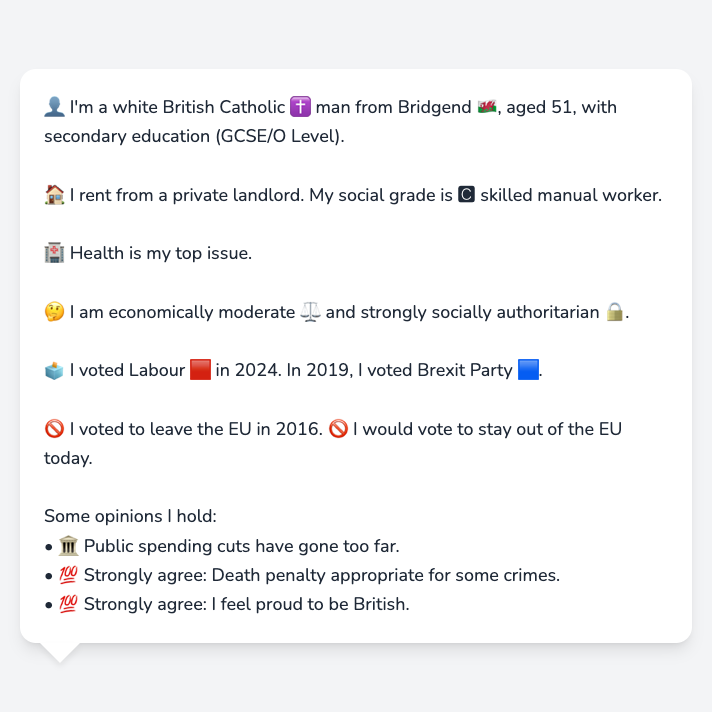 👤 I'm a white British Catholic ✝️ man from Bridgend 🏴󠁧󠁢󠁷󠁬󠁳󠁿, aged 51, with
secondary education (GCSE/O Level).
🏠 I rent from a private landlord. My social grade is 🅲 skilled manual worker.
🏥 Health is my top issue.
🤔 I am economically moderate ⚖️ and strongly socially authoritarian 🔒.
🗳️ I voted Labour 🟥 in 2024. In 2019, I voted Brexit Party 🟦.
🚫 I voted to leave the EU in 2016. 🚫 I would vote to stay out of the EU
today.
Some opinions I hold:
• 🏛️ Public spending cuts have gone too far.
• 💯 Strongly agree: Death penalty appropriate for some crimes.
• 💯 Strongly agree: I feel proud to be British.